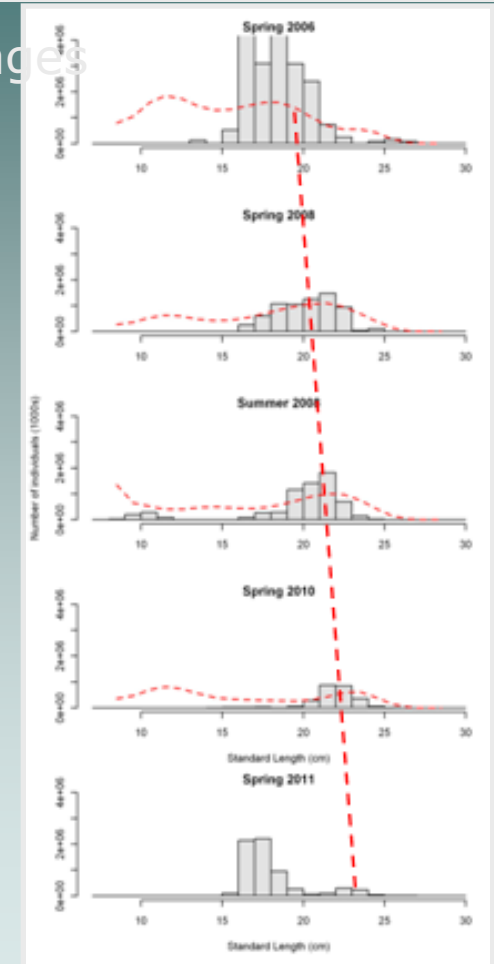 ges
Spring 2006
0e+00 2e+06 4e+06
10 15 20 25 30
Spring 2008
0e+00 2e+06 4e+06
10 15 20 25 30
Number of individuals (1000s)
Summer 2008
0e+00 2e+06 4e+06
10 15 20 25 30
Spring 2010
0e+00 2e+06 4e+06
10 15 20 25 30
Standard Length (cm)
Spring 2011
0e+00 2e+06 4e+06
10 15 20 25 30
Standard Length (cm)